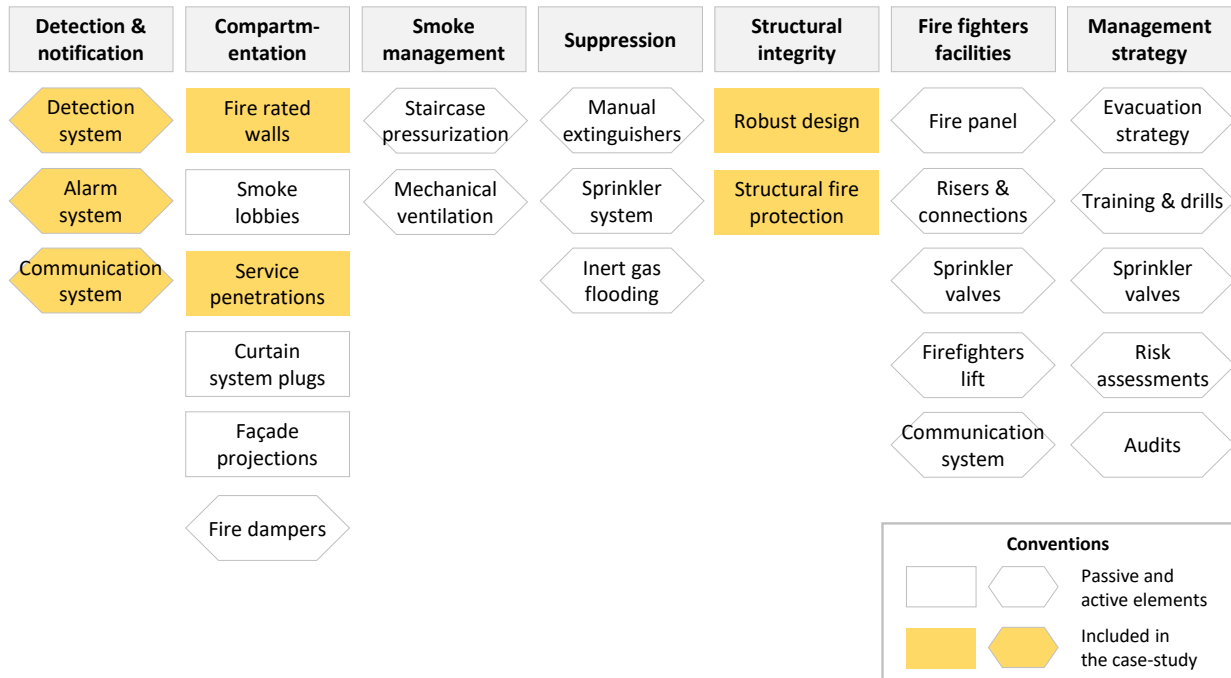 Detection &
notification
Compartm-
entation
Smoke
management
Suppression
Structural
integrity
Fire fighters
facilities
Management
strategy
Detection
system
Alarm
system
Communication
system
Fire rated
walls
Smoke
lobbies
Service
penetrations
Curtain
system plugs
Façade
projections
Fire dampers
Staircase
pressurization
Mechanical
ventilation
Manual
extinguishers
Sprinkler
system
Inert gas
flooding
Robust design
Structural fire
protection
Fire panel
Risers &
connections
Sprinkler
valves
Firefighters
lift
Communication
system
Evacuation
strategy
Training & drills
Sprinkler
valves
Risk
assessments
Audits
Conventions
Passive and
active elements
Included in
the case-study